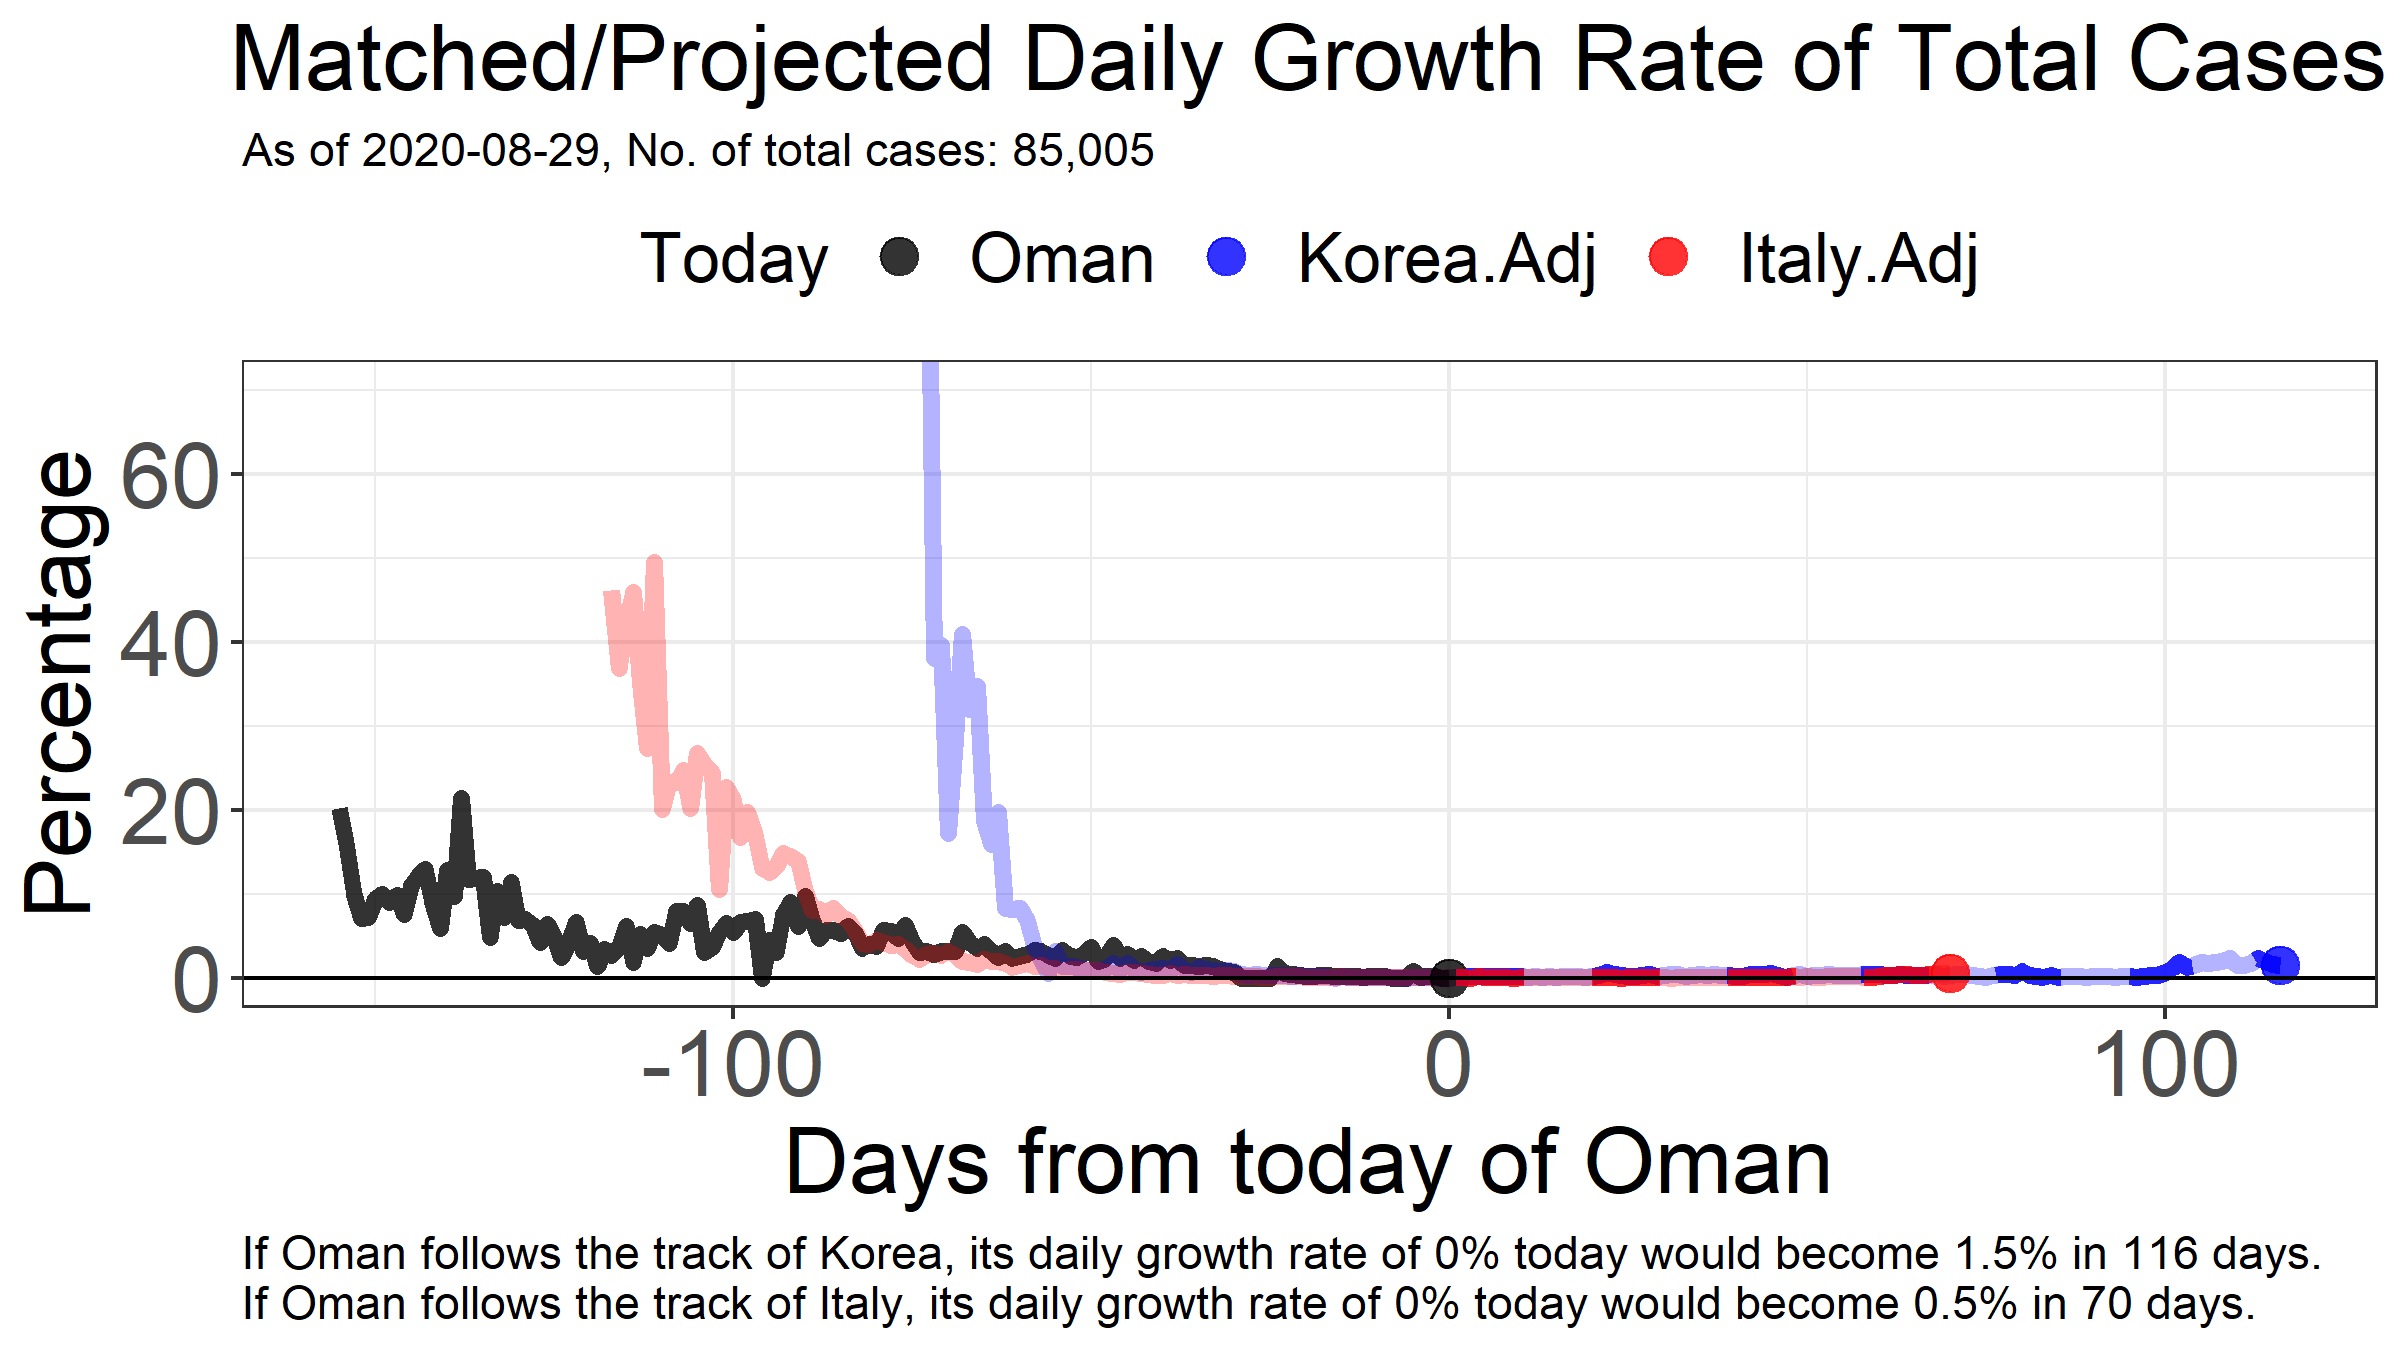 Matched/Projected Daily Growth Rate of Total Cases
As of 2020-08-29, No. of total cases: 85,005
Today Oman Korea.Adj Italy.Adj
Percentage
60
40
20
0
-100 0 100
Days from today of Oman
If Oman follows the track of Korea, its daily growth rate of 0% today would become 1.5% in 116 days.
If Oman follows the track of Italy, its daily growth rate of 0% today would become 0.5% in 70 days.